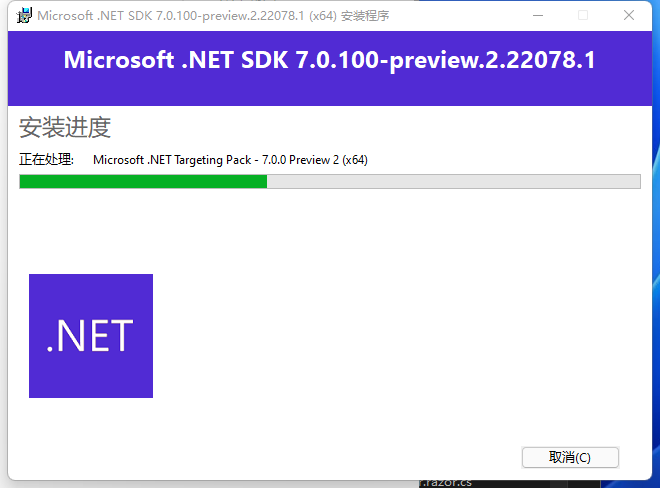 Microsoft .NET SDK 7.0.100-preview.2.22078.1 (x64) 安装程序
Microsoft .NET SDK 7.0.100-preview.2.22078.1
安装进度
正在处理: Microsoft .NET Targeting Pack - 7.0.0 Preview 2 (x64)
.NET
取消(C)
r.razor.cs